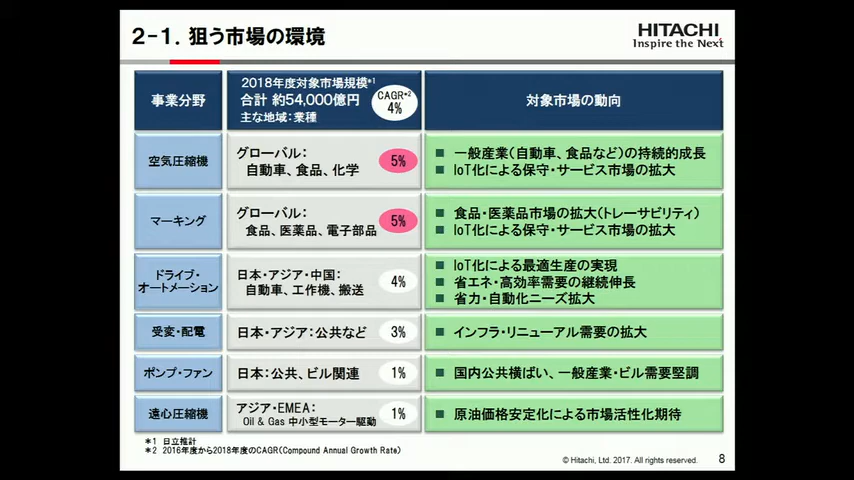 2-1. 狙う市場の環境
HITACHI
Inspire the Next
事業分野
2018年度対象市場規模*1
合計 約54,000億円
主な地域:業種
CAGR*2
4%
対象市場の動向
空気圧縮機
グローバル:
自動車、食品、化学
5%
■ 一般産業(自動車、食品など)の持続的成長
■ IoT化による保守・サービス市場の拡大
マーキング
グローバル:
食品、医薬品、電子部品
5%
■ 食品・医薬品市場の拡大(トレーサビリティ)
■ IoT化による保守・サービス市場の拡大
ドライブ・
オートメーション
日本・アジア・中国:
自動車、工作機、搬送
4%
■ IoT化による最適生産の実現
■ 省エネ・高効率需要の継続伸長
■ 省力・自動化ニーズ拡大
受変・配電
日本・アジア:公共など
3%
■ インフラ・リニューアル需要の拡大
ポンプ・ファン
日本:公共、ビル関連
1%
■ 国内公共横ばい、一般産業・ビル需要堅調
遠心圧縮機
アジア・EMEA:
Oil & Gas 中小型モーター駆動
1%
■ 原油価格安定化による市場活性化期待
*1 日立推計
*2 2016年度から2018年度のCAGR(Compound Annual Growth Rate)
© Hitachi, Ltd. 2017. All rights reserved.
8